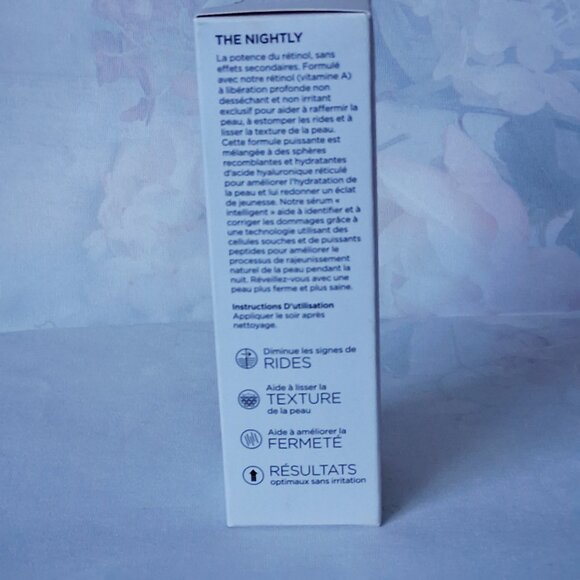 THE NIGHTLY
La potence du rétinol, sans
effets secondaires. Formulé
avec notre rétinol (vitamine A)
à libération profonde non
desséchant et non irritant
exclusif pour aider à raffermir la
peau, à estomper les rides et à
lisser la texture de la peau.
Cette formule puissante est
mélangée à des sphères
recomblantes et hydratantes
d'acide hyaluronique réticulé
pour améliorer l'hydratation de
la peau et lui redonner un éclat
de jeunesse. Notre sérum «
intelligent » aide à identifier et à
corriger les dommages grâce à
une technologie utilisant des
cellules souches et de puissants
peptides pour améliorer le
processus de rajeunissement
naturel de la peau pendant la
nuit. Réveillez-vous avec une
peau plus ferme et plus saine.
Instructions D'utilisation
Appliquer le soir après
nettoyage.
Diminue les signes de
RIDES
Aide à lisser la
TEXTURE
de la peau
Aide à améliorer la
FERMETÉ
RÉSULTATS
optimaux sans irritation